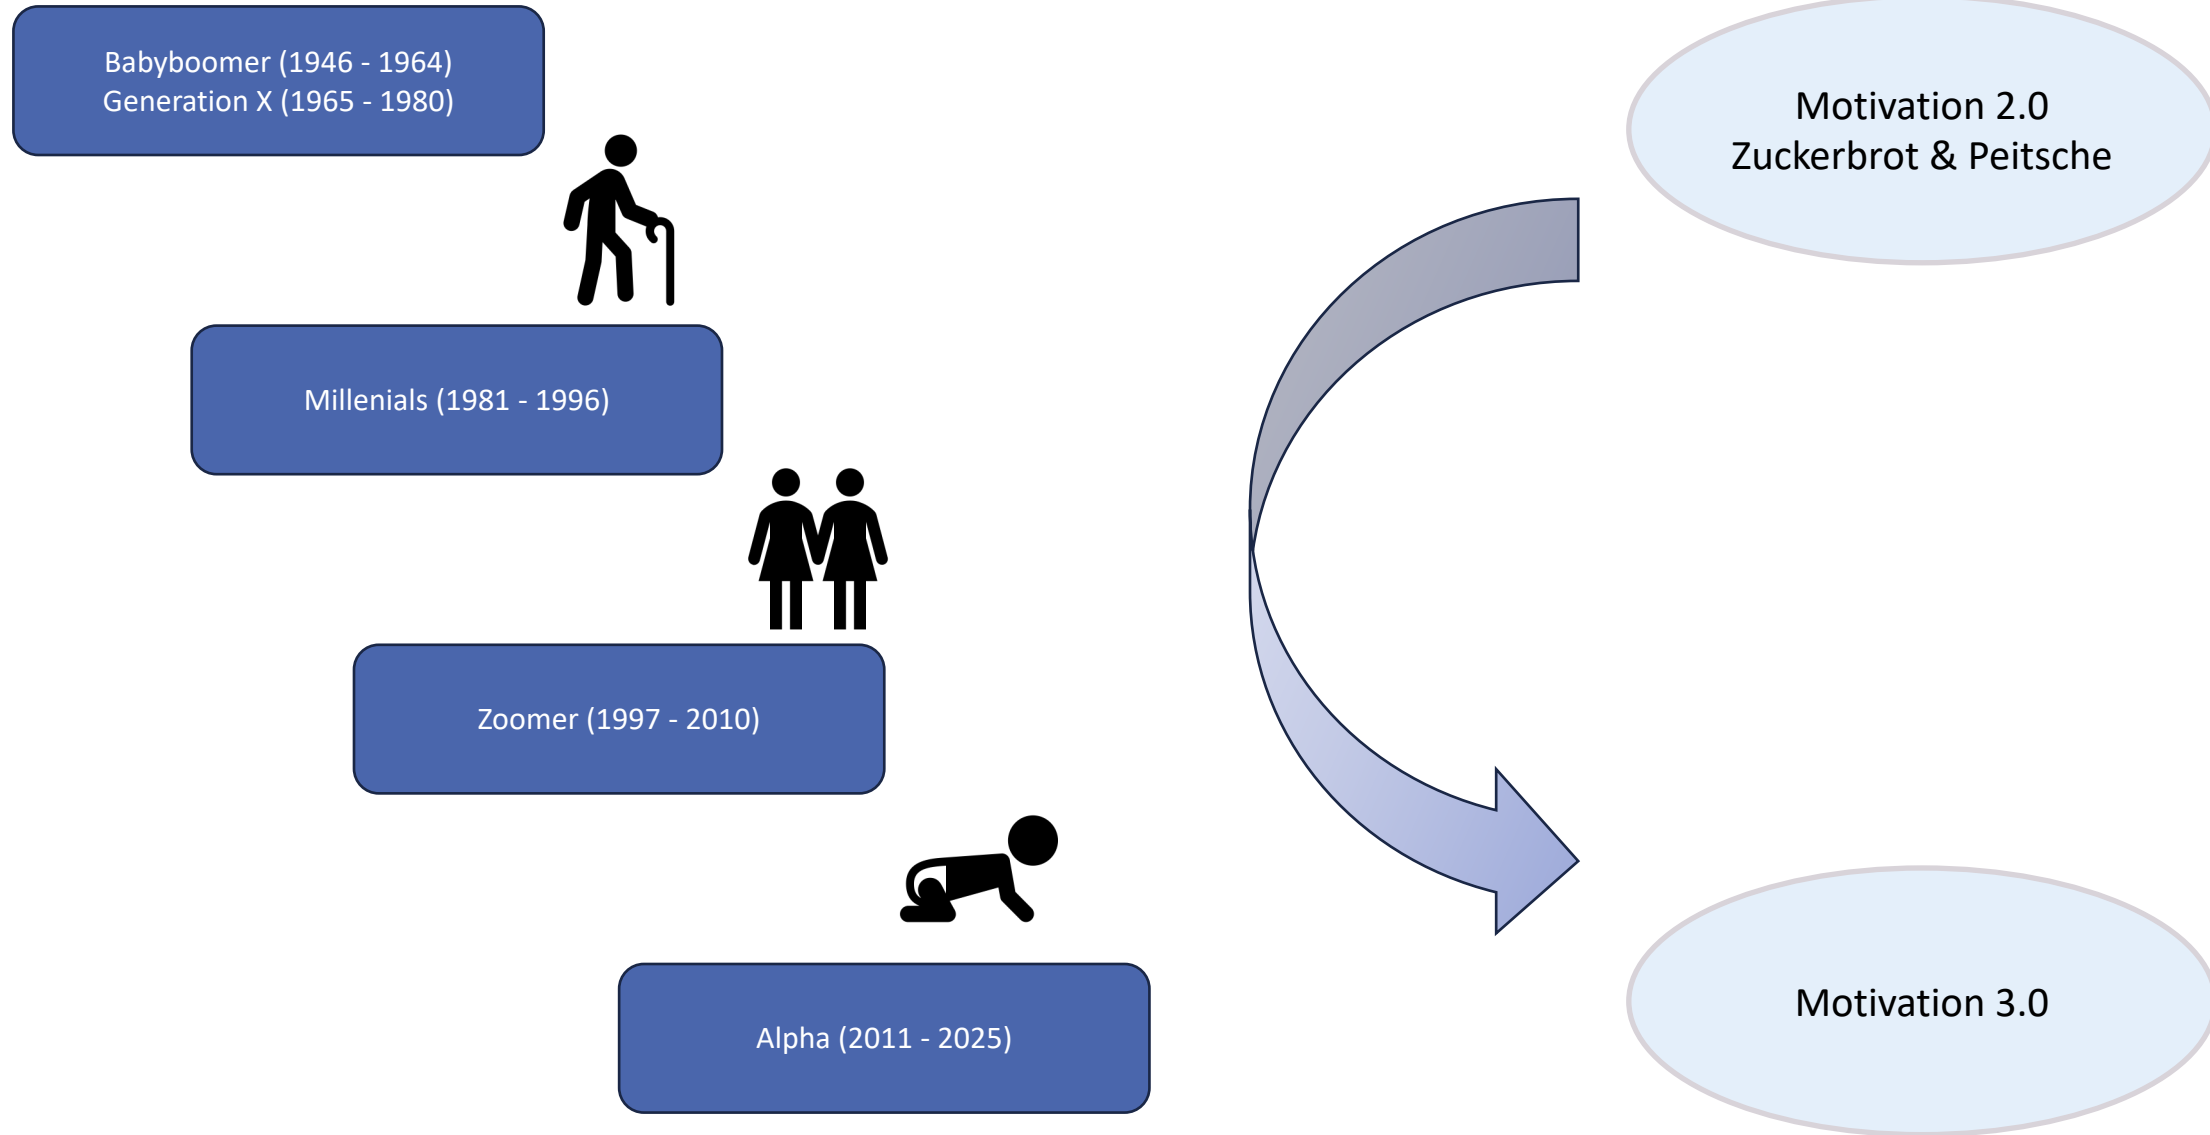 Babyboomer (1946 - 1964)
Generation X (1965 - 1980)
Motivation 2.0
Zuckerbrot & Peitsche
Millenials (1981 - 1996)
Zoomer (1997 - 2010)
Alpha (2011 - 2025)
Motivation 3.0